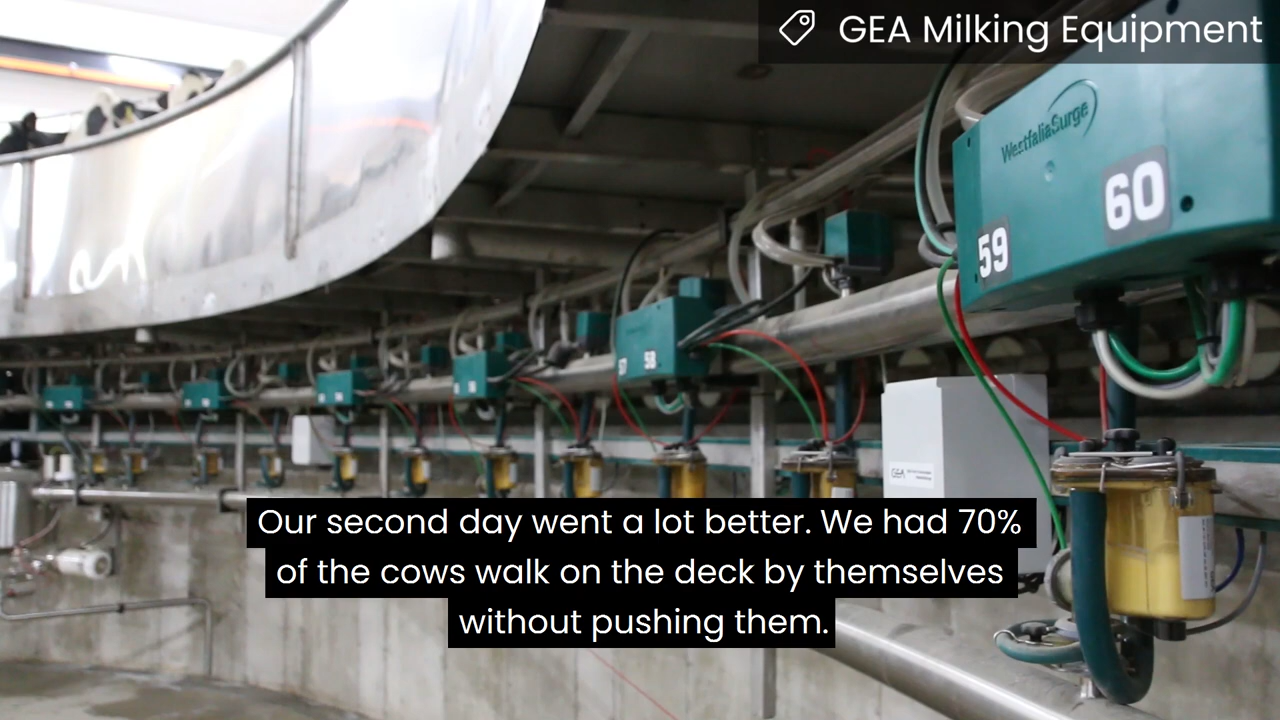 GEA Milking Equipment
WestfaliaSurge
60
59
58
57
GEA
Our second day went a lot better. We had 70%
of the cows walk on the deck by themselves
without pushing them.